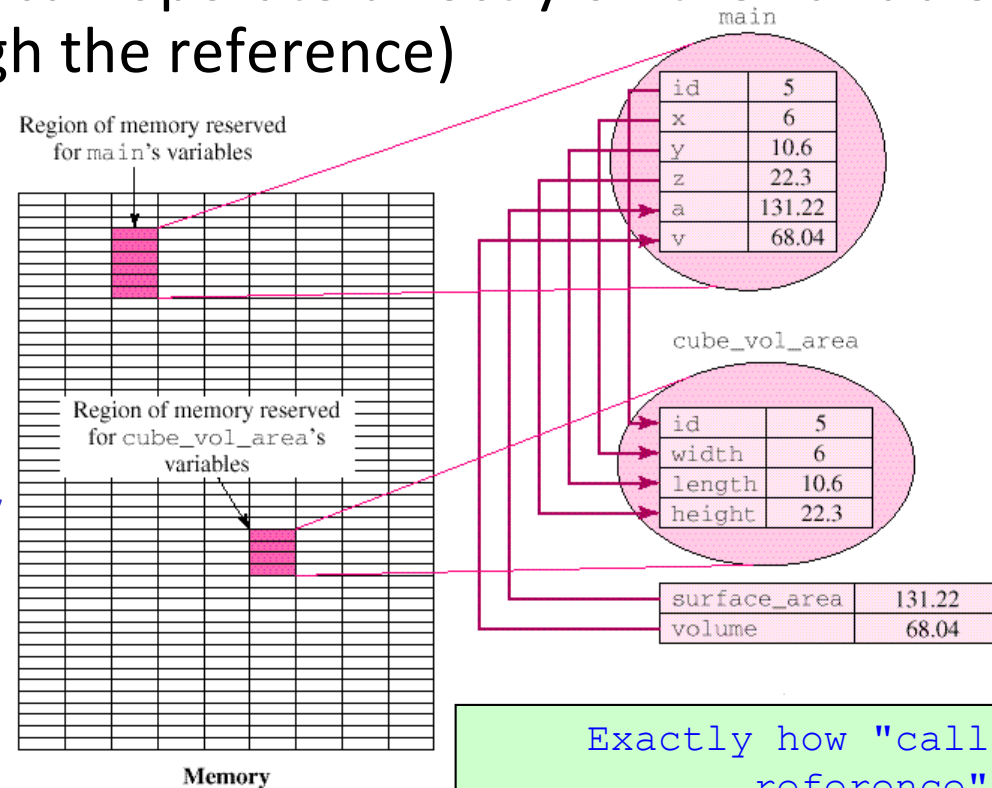 gh the reference)
main
Region of memory reserved
for main's variables
id 5
x 6
y 10.6
z 22.3
a 131.22
v 68.04
cube_vol_area
Region of memory reserved
for cube_vol_area's
variables
id 5
width 6
length 10.6
height 22.3
surface_area 131.22
volume 68.04
Memory
Exactly how "call
reference"